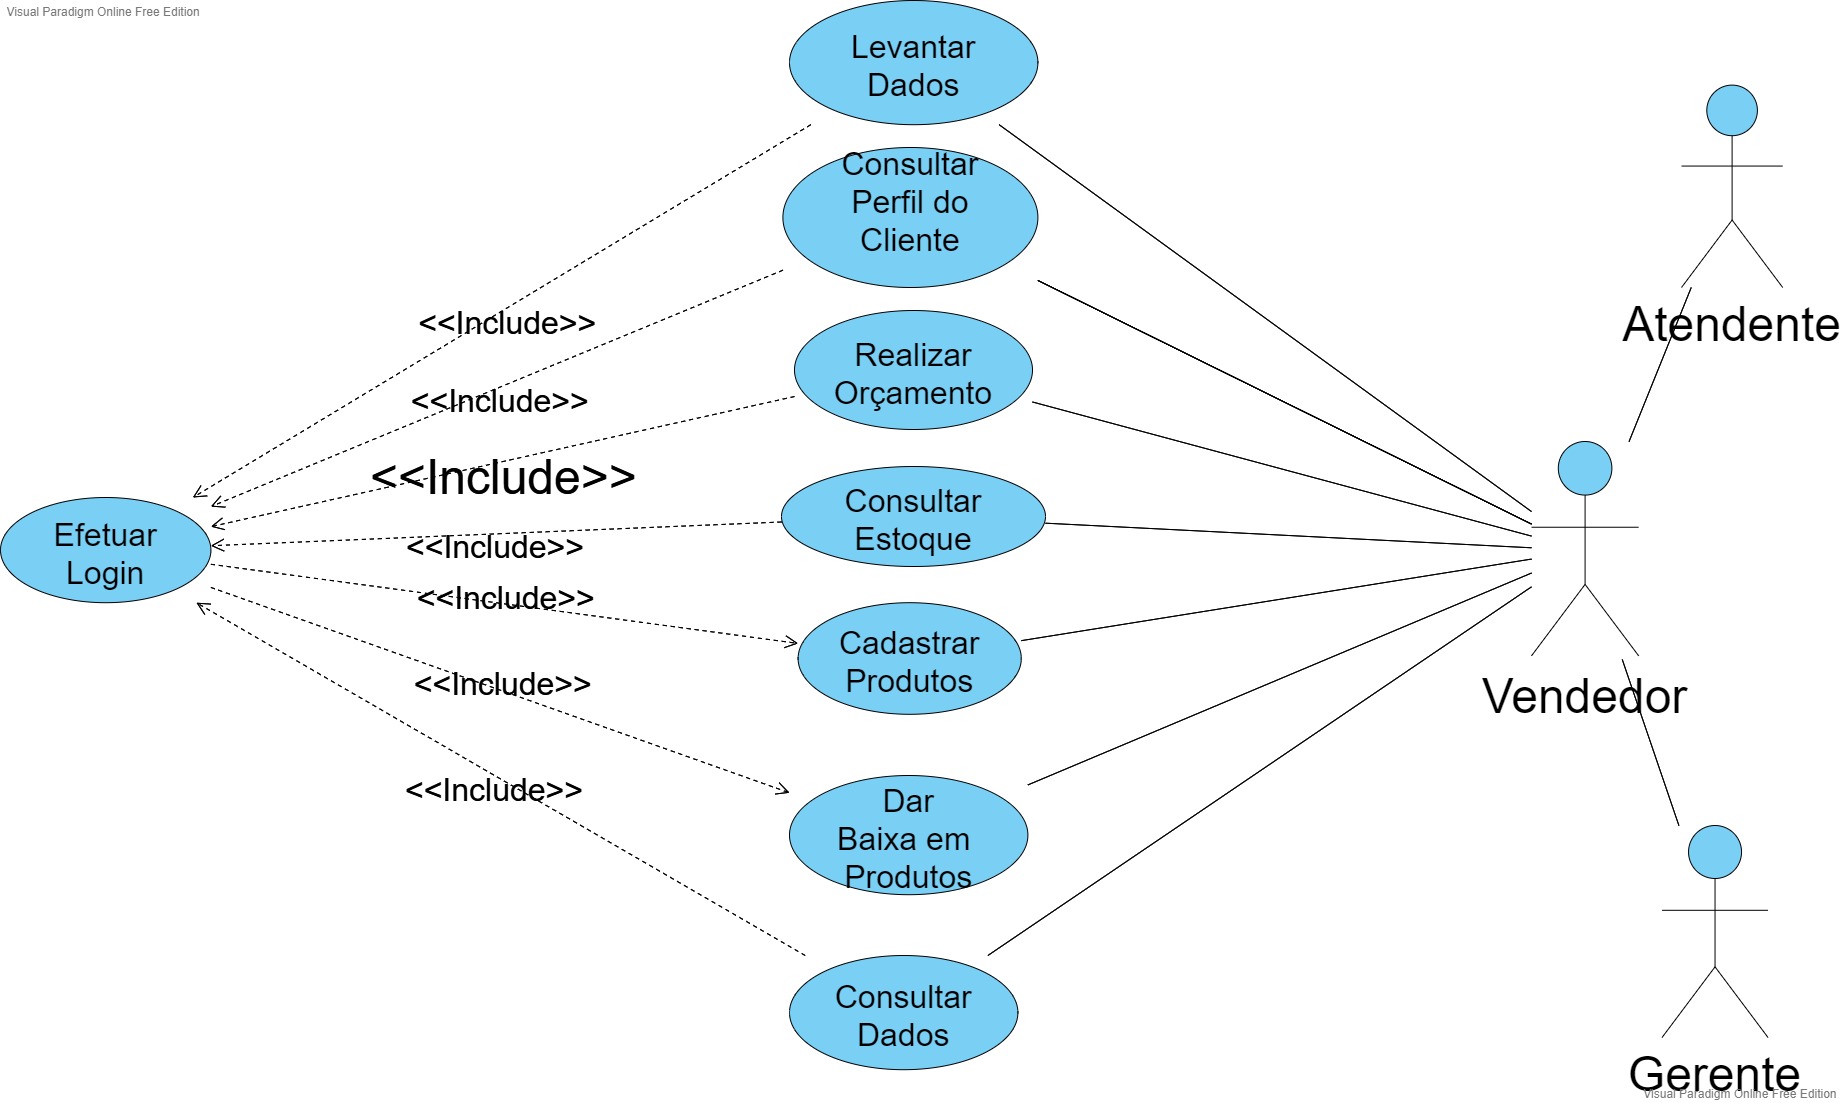 Visual Paradigm Online Free Edition
Levantar
Dados
Consultar
Perfil do
Cliente
Atendente
<<Include>>
<<Include>>
Realizar
Orçamento
<<Include>>
Efetuar
Login
Consultar
Estoque
<<Include>>
<<Include>>
Cadastrar
Produtos
Vendedor
<<Include>>
<<Include>>
Dar
Baixa em
Produtos
Consultar
Dados
Gerente
Visual Paradigm Online Free Edition